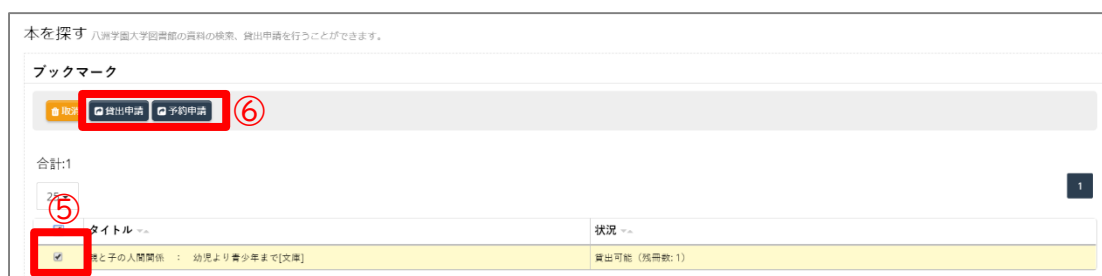 本を探す 八洲学園大学図書館の資料の検索、貸出申請を行うことができます。
ブックマーク
取消 貸出申請 予約申請 ⑥
合計:1
25
1
⑤
タイトル 状況
親と子の人間関係 ： 幼児より青少年まで[文庫] 貸出可能（残冊数:1）